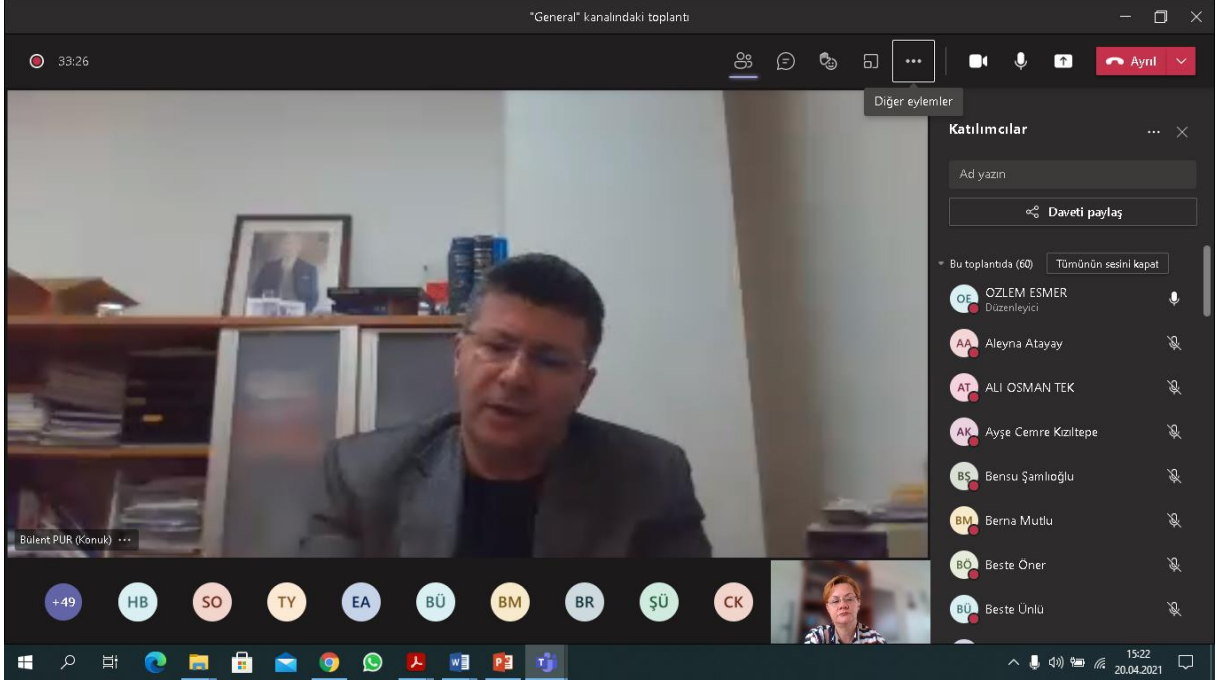 "General" kanalındaki toplantı
33:26
Ayrıl
Diğer eylemler
Katılımcılar
Ad yazın
Daveti paylaş
Bu toplantıda (60) Tümünün sesini kapat
OE OZLEM ESMER
Düzenleyici
AA Aleyna Atayay
AT ALI OSMAN TEK
AK Ayşe Cemre Kızıltepe
BŞ Bensu Şamlıoğlu
BM Berna Mutlu
BÖ Beste Öner
BÜ Beste Ünlü
Bülent PUR (Konuk)
+49 HB SO TY EA BÜ BM BR ŞÜ CK
15:22
20.04.2021